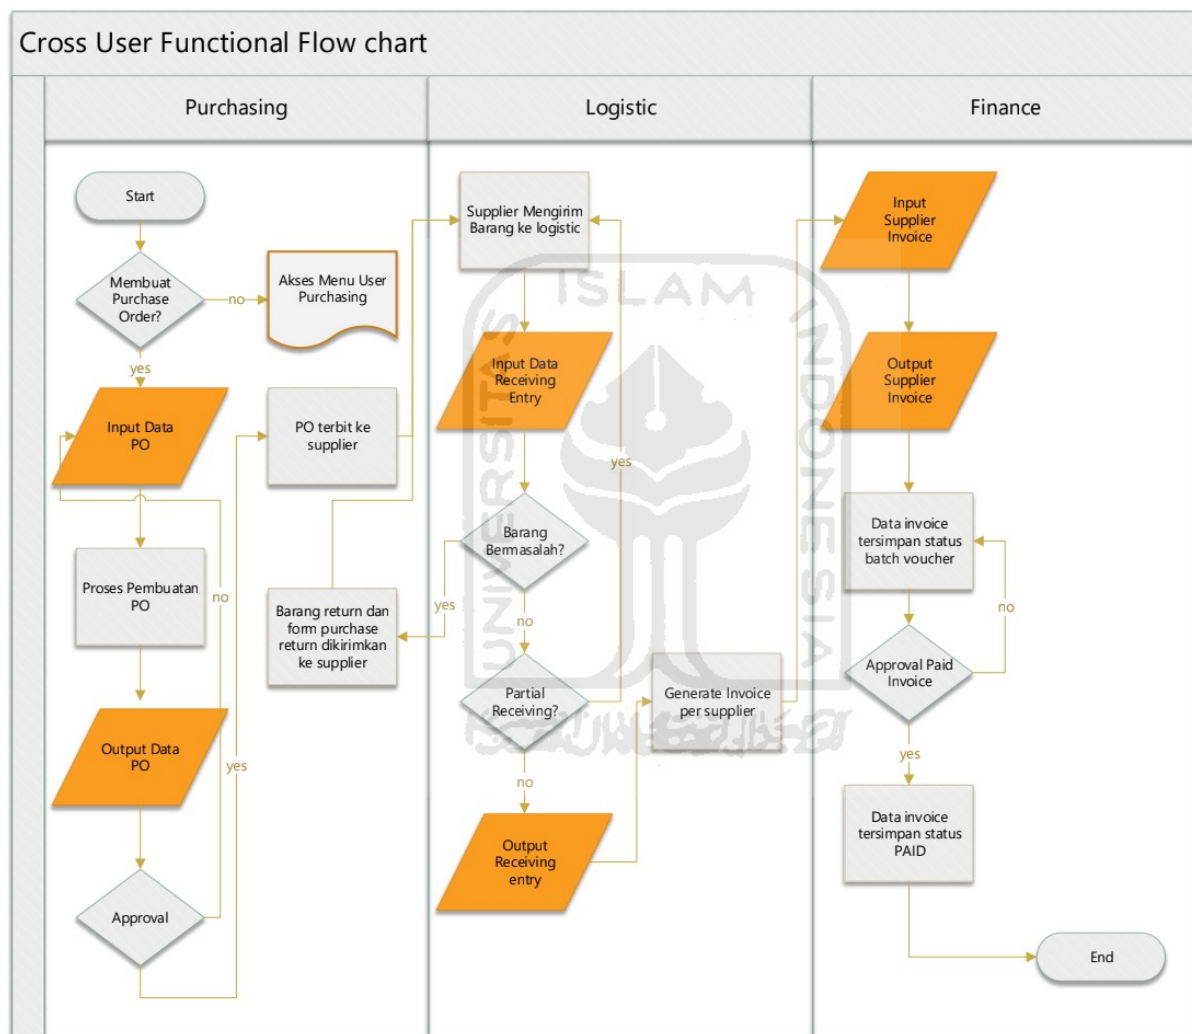 Cross User Functional Flow chart
Purchasing
Logistic
Finance
Start
Membuat
Purchase
Order?
no
Akses Menu User
Purchasing
yes
Input Data
PO
PO terbit ke
supplier
Proses Pembuatan
PO
no
Barang return dan
form purchase
return dikirimkan
ke supplier
Output Data
PO
yes
Approval
Supplier Mengirim
Barang ke logistic
Input Data
Receiving
Entry
yes
Barang
Bermasalah?
yes
no
Partial
Receiving?
Generate Invoice
per supplier
no
Output
Receiving
entry
Input
Supplier
Invoice
Output
Supplier
Invoice
Data invoice
tersimpan status
batch voucher
no
Approval Paid
Invoice
yes
Data invoice
tersimpan status
PAID
End
UNIVERSITAS
ISLAM
INDONESIA